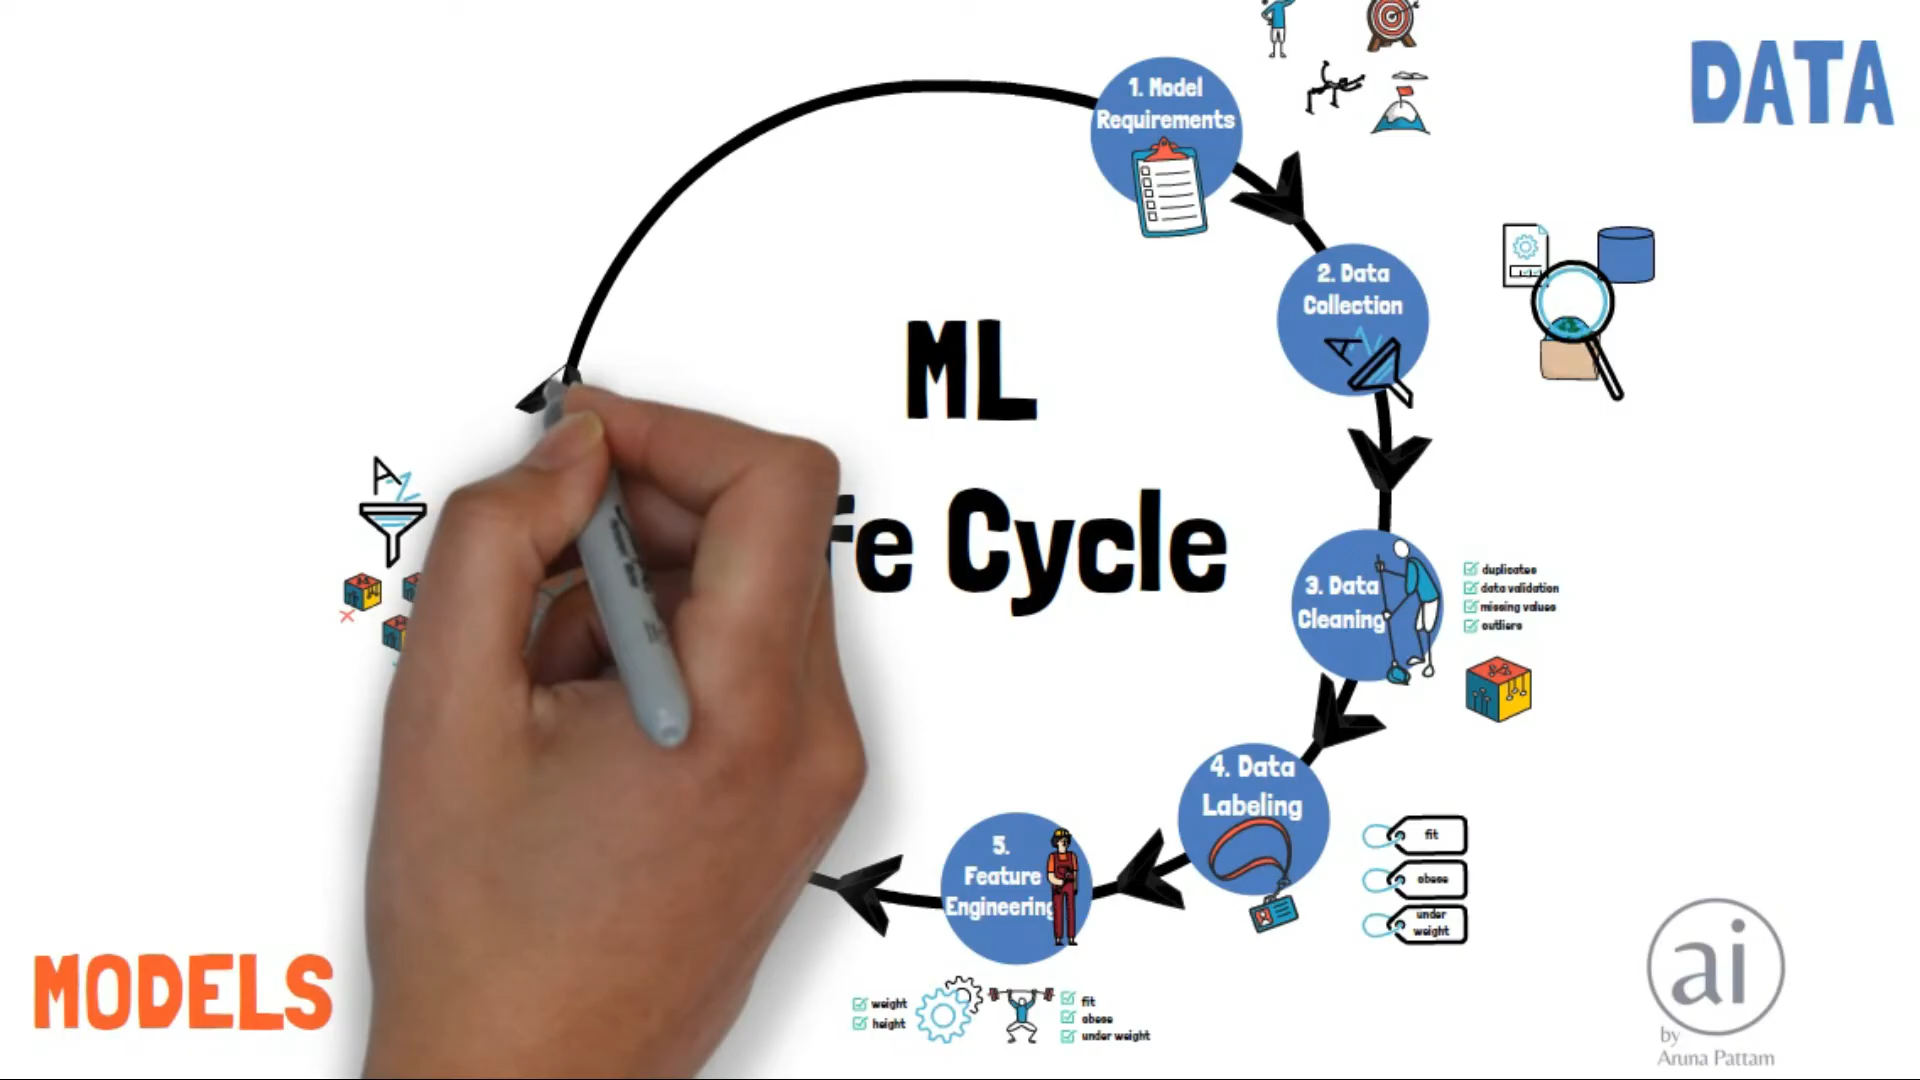 DATA
1. Model
Requirements
2. Data
Collection
A
Z
ML
fe Cycle
3. Data
Cleaning
duplicates
data validation
missing values
outliers
4. Data
Labeling
fit
obese
under
weight
5.
Feature
Engineering
weight
height
fit
obese
under weight
A
Z
MODELS
ai
by
Aruna Pattam